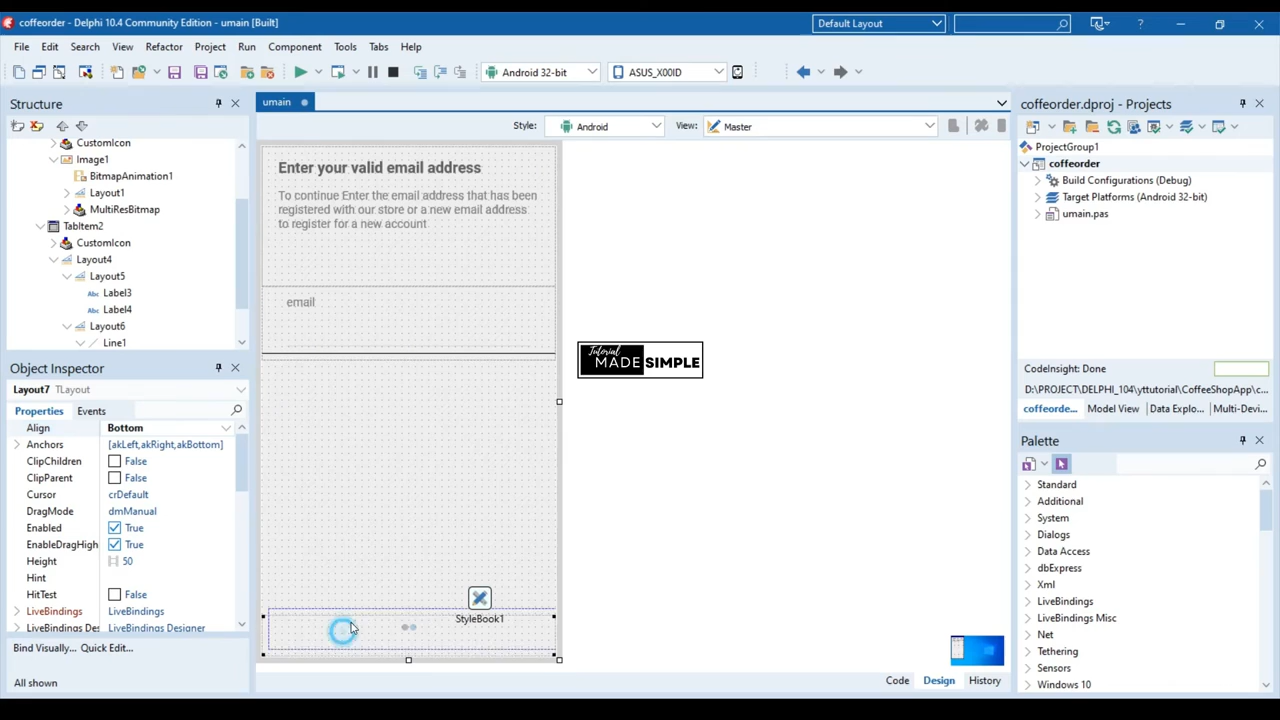 coffeorder - Delphi 10.4 Community Edition - umain [Built]
Default Layout
File Edit Search View Refactor Project Run Component Tools Tabs Help
Android 32-bit
ASUS_X00ID
Structure
CustomIcon
Image1
BitmapAnimation1
Layout1
MultiResBitmap
TabItem2
CustomIcon
Layout4
Layout5
Label3
Label4
Layout6
Line1
Object Inspector
Layout7 TLayout
Properties Events
Align Bottom
Anchors [akLeft,akRight,akBottom]
ClipChildren False
ClipParent False
Cursor crDefault
DragMode dmManual
Enabled True
EnableDragHigh True
Height 50
Hint
HitTest False
LiveBindings LiveBindings
LiveBindings Des LiveBindings Designer
Bind Visually... Quick Edit...
All shown
umain
Style: Android View: Master
Enter your valid email address
To continue Enter the email address that has been
registered with our store or a new email address
to register for a new account
email
StyleBook1
Tutorial
MADE SIMPLE
Code Design History
coffeorder.dproj - Projects
ProjectGroup1
coffeorder
Build Configurations (Debug)
Target Platforms (Android 32-bit)
umain.pas
CodeInsight: Done
D:\PROJECT\DELPHI_104\yttutorial\CoffeeShopApp\c...
coffeorde... Model View Data Explo... Multi-Devi...
Palette
Standard
Additional
System
Dialogs
Data Access
dbExpress
Xml
LiveBindings
LiveBindings Misc
Net
Tethering
Sensors
Windows 10